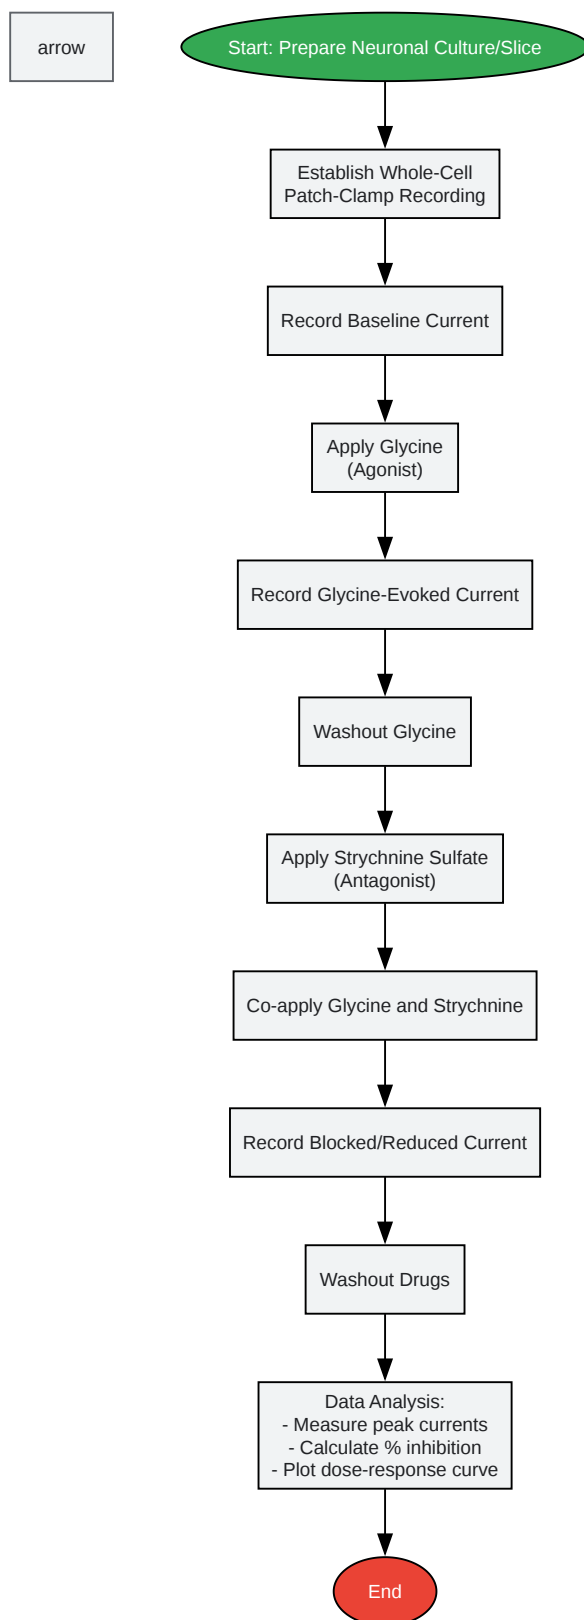 arrow
Start: Prepare Neuronal Culture/Slice
Establish Whole-Cell
Patch-Clamp Recording
Record Baseline Current
Apply Glycine
(Agonist)
Record Glycine-Evoked Current
Washout Glycine
Apply Strychnine Sulfate
(Antagonist)
Co-apply Glycine and Strychnine
Record Blocked/Reduced Current
Washout Drugs
Data Analysis:
- Measure peak currents
- Calculate % inhibition
- Plot dose-response curve
End